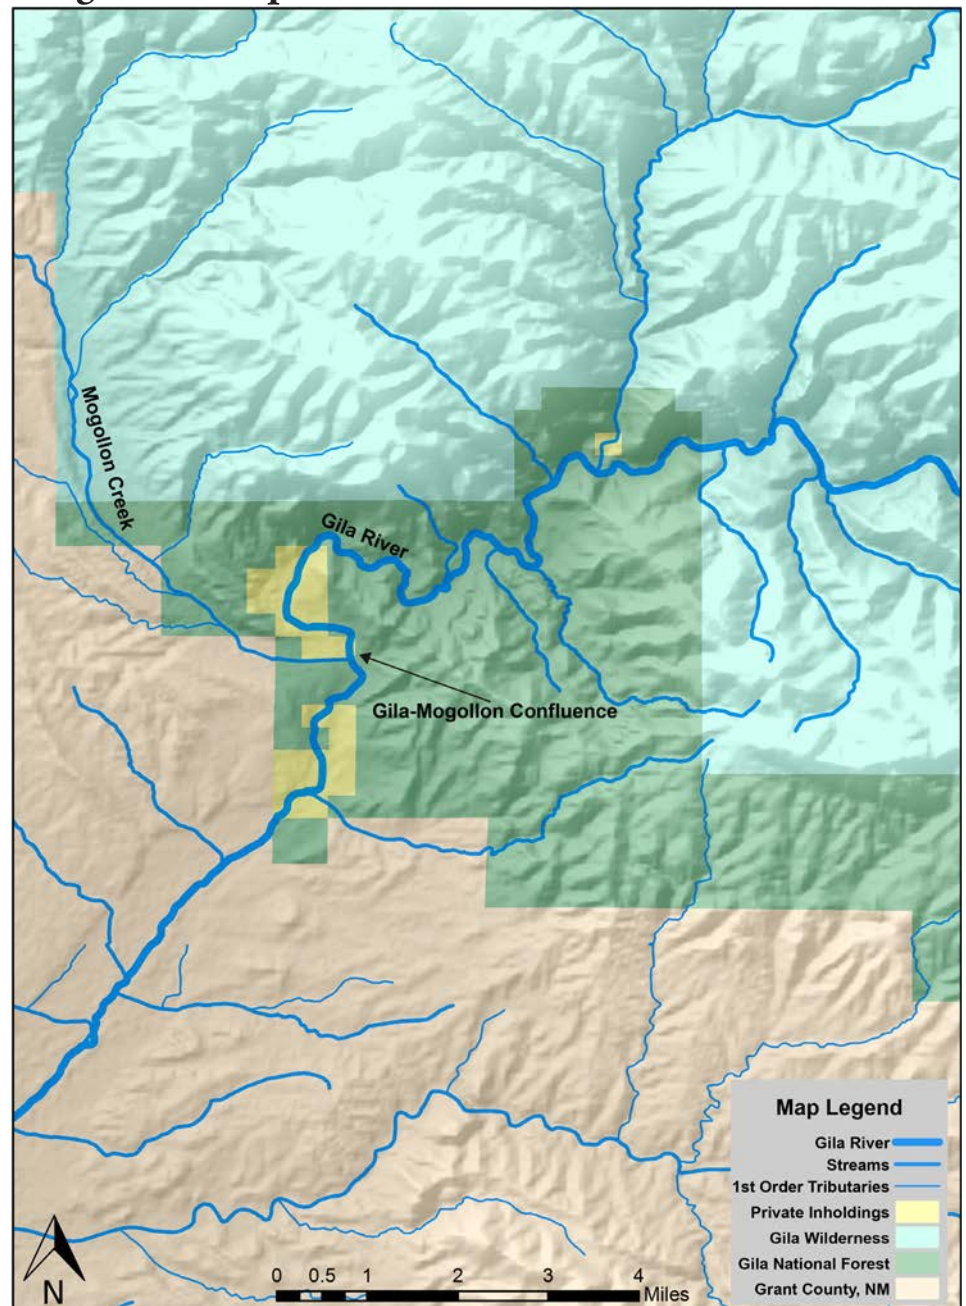 Mogollon Creek
Gila River
Gila-Mogollon Confluence
Map Legend
Gila River
Streams
1st Order Tributaries
Private Inholdings
Gila Wilderness
Gila National Forest
Grant County, NM
N
0 0.5 1 2 3 4
Miles